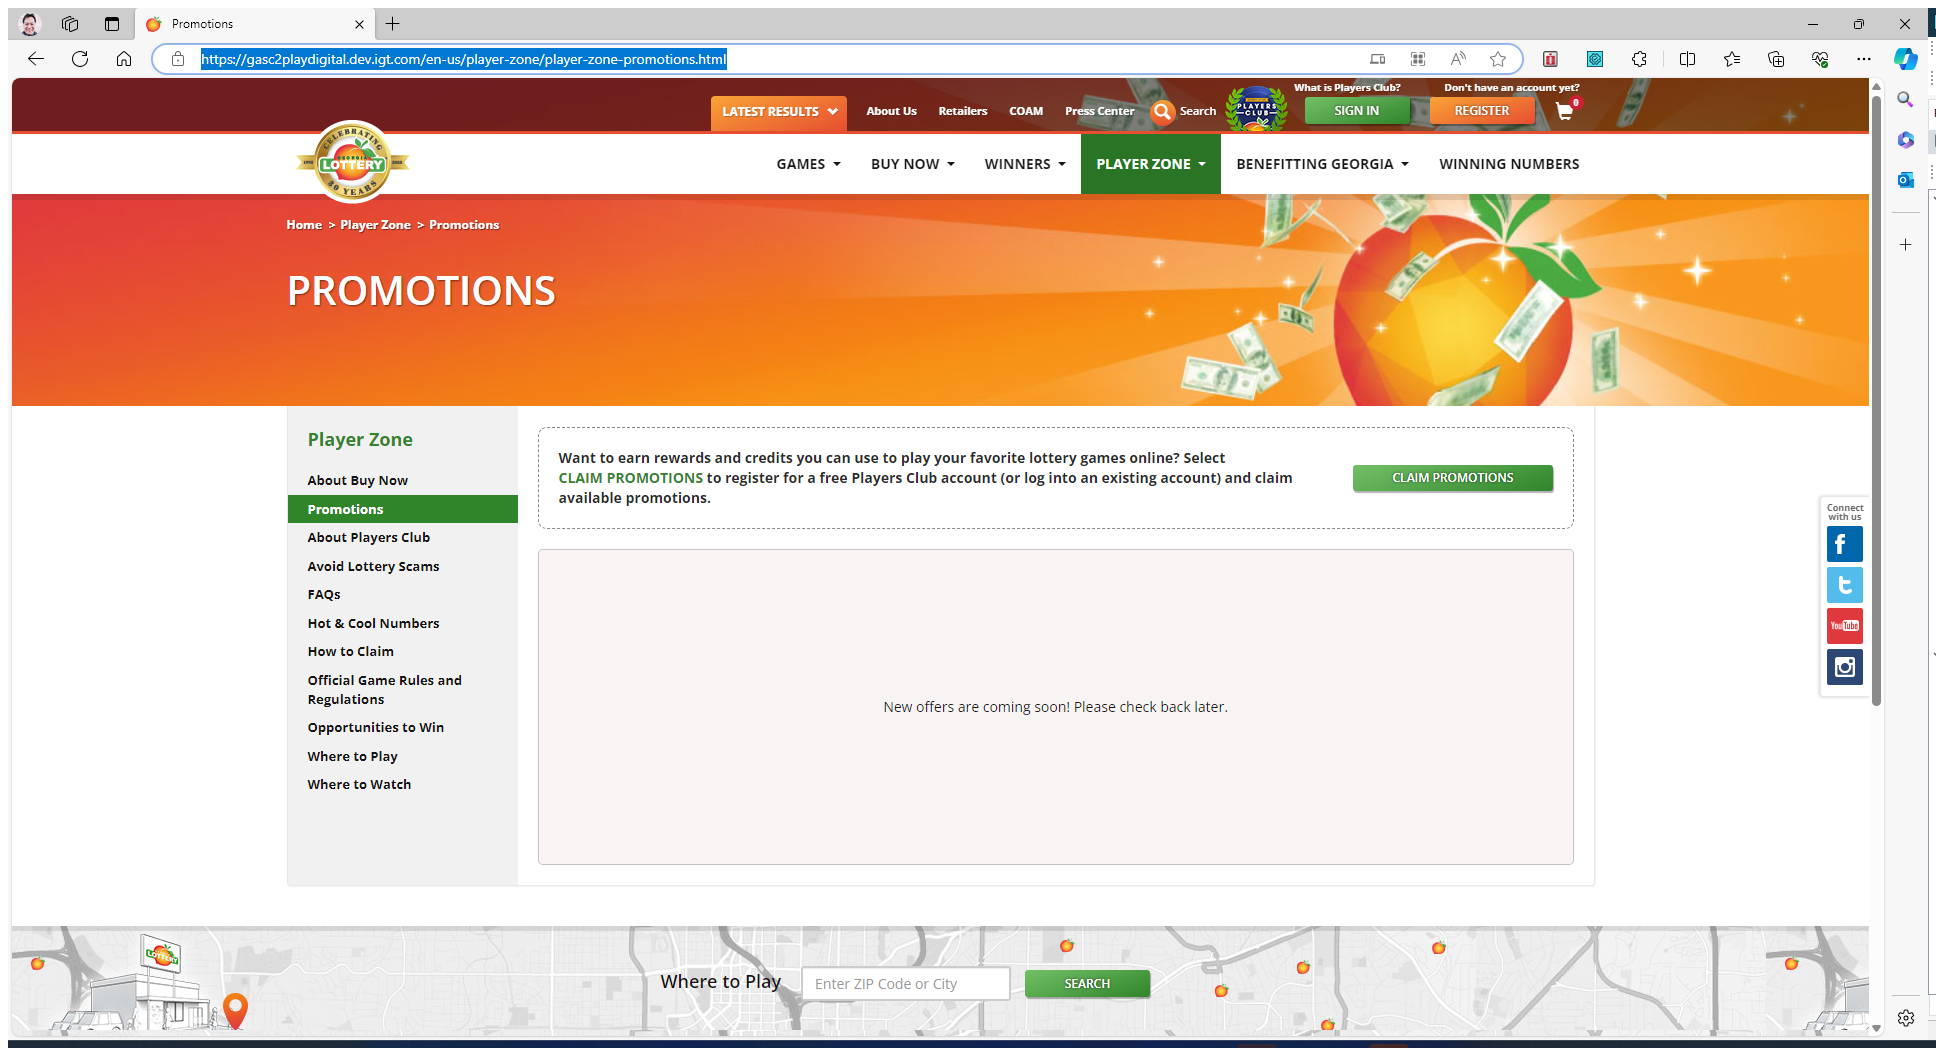 Promotions
https://gasc2playdigital.dev.igt.com/en-us/player-zone/player-zone-promotions.html
What is Players Club?
Don't have an account yet?
LATEST RESULTS
About Us
Retailers
COAM
Press Center
Search
PLAYERS
CLUB
SIGN IN
REGISTER
0
CELEBRATING
GEORGIA
LOTTERY
30 YEARS
GAMES
BUY NOW
WINNERS
PLAYER ZONE
BENEFITTING GEORGIA
WINNING NUMBERS
Home > Player Zone > Promotions
PROMOTIONS
Player Zone
About Buy Now
Promotions
About Players Club
Avoid Lottery Scams
FAQs
Hot & Cool Numbers
How to Claim
Official Game Rules and
Regulations
Opportunities to Win
Where to Play
Where to Watch
Want to earn rewards and credits you can use to play your favorite lottery games online? Select
CLAIM PROMOTIONS to register for a free Players Club account (or log into an existing account) and claim
available promotions.
CLAIM PROMOTIONS
New offers are coming soon! Please check back later.
Connect
with us
You Tube
LOTTERY
Where to Play
Enter ZIP Code or City
SEARCH